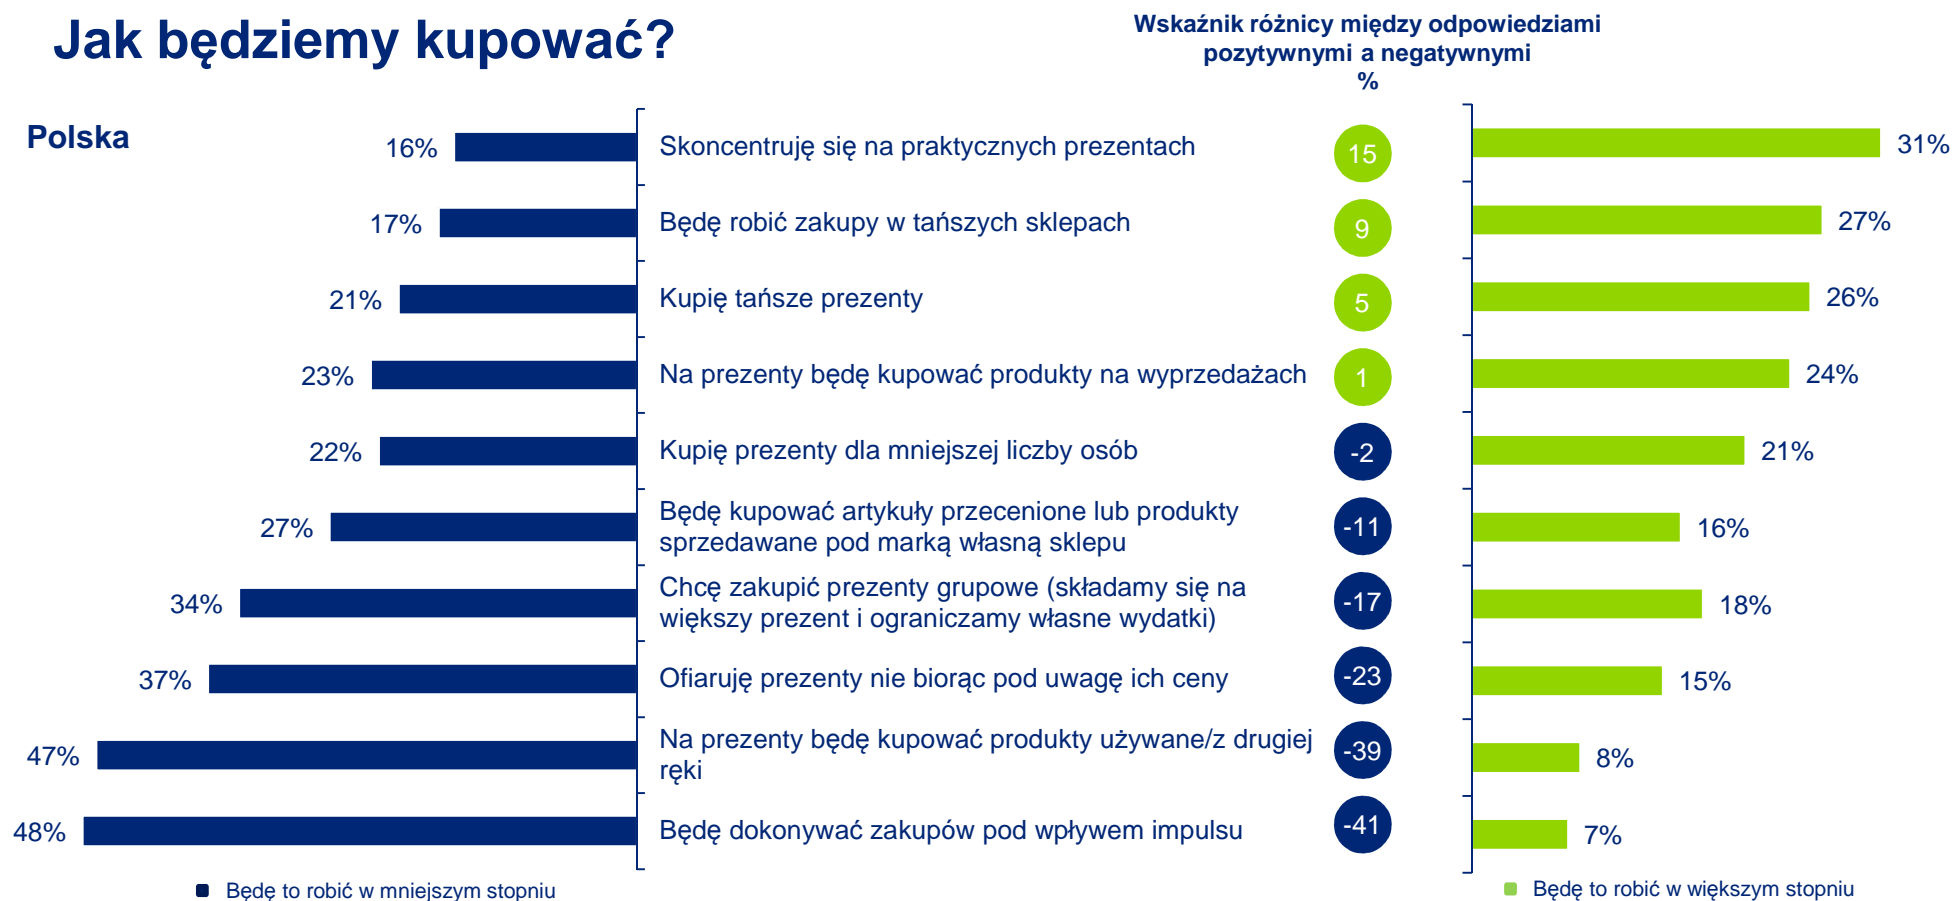 Jak będziemy kupować?
Wskaźnik różnicy między odpowiedziami
pozytywnymi a negatywnymi
%
Polska
16% Skoncentruję się na praktycznych prezentach 15 31%
17% Będę robić zakupy w tańszych sklepach 9 27%
21% Kupię tańsze prezenty 5 26%
23% Na prezenty będę kupować produkty na wyprzedażach 1 24%
22% Kupię prezenty dla mniejszej liczby osób -2 21%
27% Będę kupować artykuły przecenione lub produkty
sprzedawane pod marką własną sklepu -11 16%
34% Chcę zakupić prezenty grupowe (składamy się na
większy prezent i ograniczamy własne wydatki) -17 18%
37% Ofiaruję prezenty nie biorąc pod uwagę ich ceny -23 15%
47% Na prezenty będę kupować produkty używane/z drugiej
ręki -39 8%
48% Będę dokonywać zakupów pod wpływem impulsu -41 7%
Będę to robić w mniejszym stopniu
Będę to robić w większym stopniu